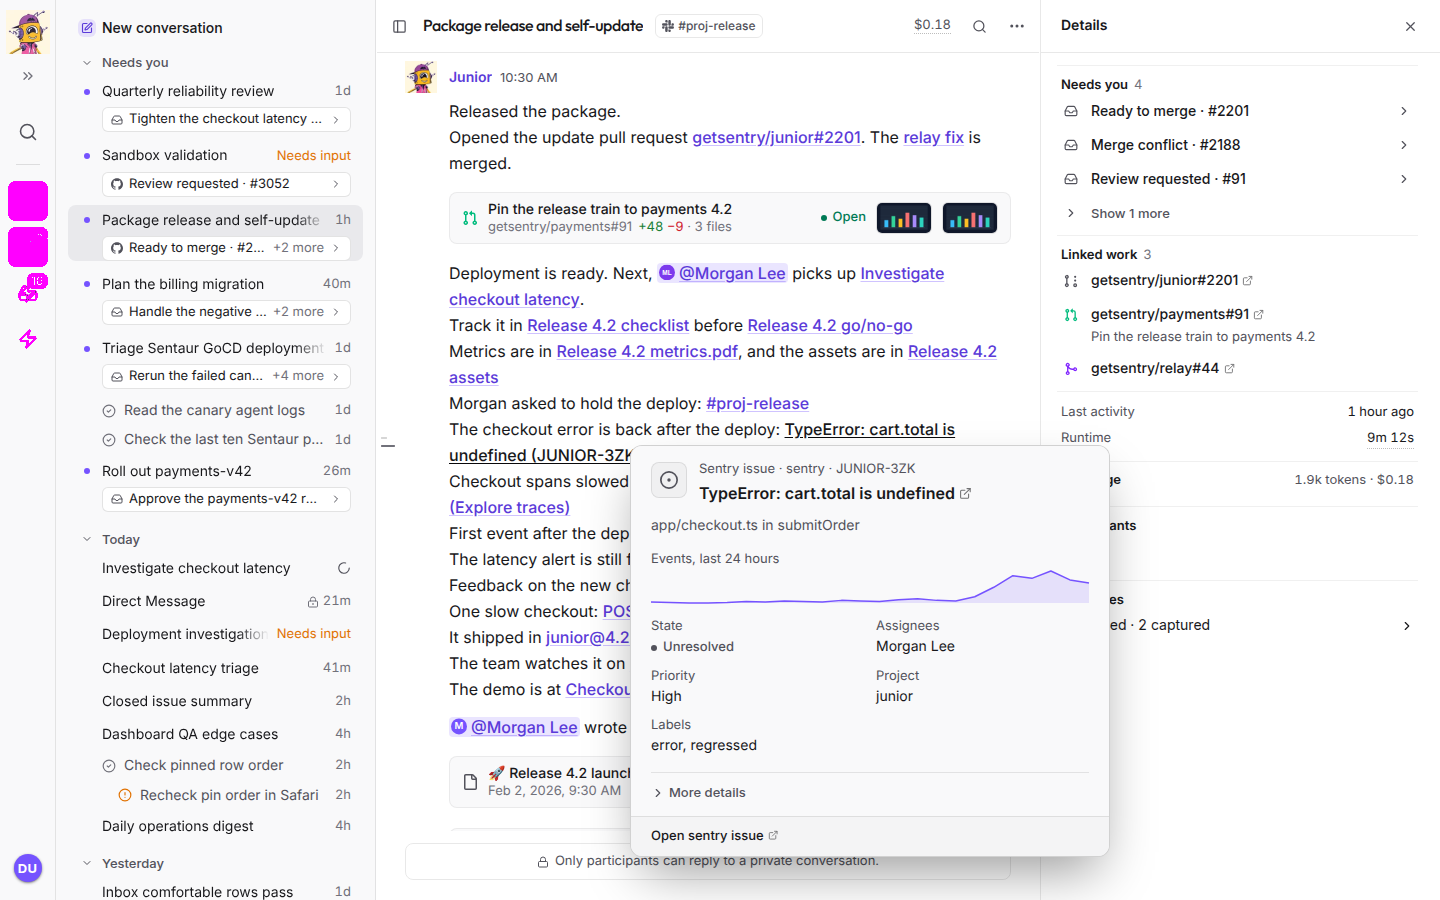 New conversation
Needs you
Quarterly reliability review 1d
Tighten the checkout latency ...
Sandbox validation Needs input
Review requested · #3052
Package release and self-update 1h
Ready to merge · #2... +2 more
Plan the billing migration 40m
Handle the negative ... +2 more
Triage Sentaur GoCD deployment 1d
Rerun the failed can... +4 more
Read the canary agent logs 1d
Check the last ten Sentaur p... 1d
Roll out payments-v42 26m
Approve the payments-v42 r...
Today
Investigate checkout latency
Direct Message 21m
Deployment investigation Needs input
Checkout latency triage 41m
Closed issue summary 2h
Dashboard QA edge cases 4h
Check pinned row order 2h
Recheck pin order in Safari 2h
Daily operations digest 4h
Yesterday
Inbox comfortable rows pass 1d
DU
Package release and self-update #proj-release $0.18
Junior 10:30 AM
Released the package.
Opened the update pull request getsentry/junior#2201. The relay fix is
merged.
Pin the release train to payments 4.2
getsentry/payments#91 +48 −9 · 3 files
Open
Deployment is ready. Next, ML @Morgan Lee picks up Investigate
checkout latency.
Track it in Release 4.2 checklist before Release 4.2 go/no-go
Metrics are in Release 4.2 metrics.pdf, and the assets are in Release 4.2
assets
Morgan asked to hold the deploy: #proj-release
The checkout error is back after the deploy: TypeError: cart.total is
undefined (JUNIOR-3ZK
Checkout spans slowed
(Explore traces)
First event after the dep
The latency alert is still f
Feedback on the new ch
One slow checkout: POS
It shipped in junior@4.2
The team watches it on
The demo is at Checkou
M @Morgan Lee wrote
🚀 Release 4.2 launch
Feb 2, 2026, 9:30 AM
Only participants can reply to a private conversation.
Sentry issue · sentry · JUNIOR-3ZK
TypeError: cart.total is undefined
app/checkout.ts in submitOrder
Events, last 24 hours
State Assignees
Unresolved Morgan Lee
Priority Project
High junior
Labels
error, regressed
More details
Open sentry issue
Details
Needs you 4
Ready to merge · #2201
Merge conflict · #2188
Review requested · #91
Show 1 more
Linked work 3
getsentry/junior#2201
getsentry/payments#91
Pin the release train to payments 4.2
getsentry/relay#44
Last activity 1 hour ago
Runtime 9m 12s
ge 1.9k tokens · $0.18
ants
es
ed · 2 captured